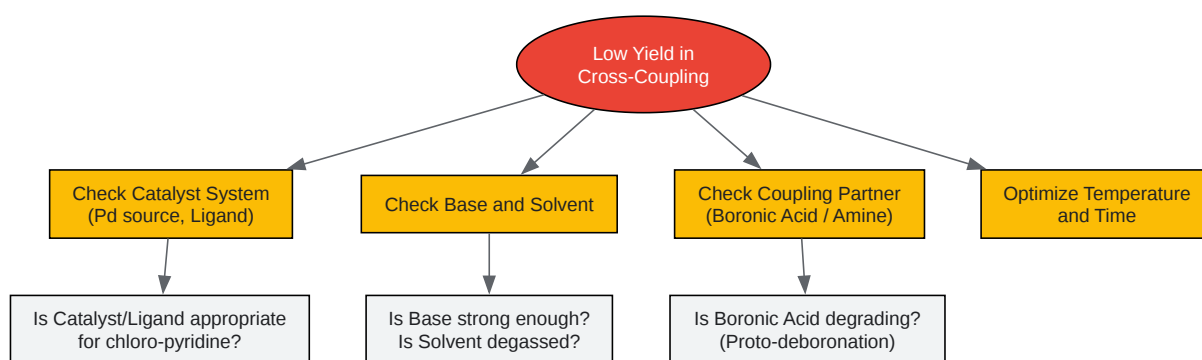 Low Yield in
Cross-Coupling
Check Catalyst System
(Pd source, Ligand)
Check Base and Solvent
Check Coupling Partner
(Boronic Acid / Amine)
Optimize Temperature
and Time
Is Catalyst/Ligand appropriate
for chloro-pyridine?
Is Base strong enough?
Is Solvent degassed?
Is Boronic Acid degrading?
(Proto-deboronation)